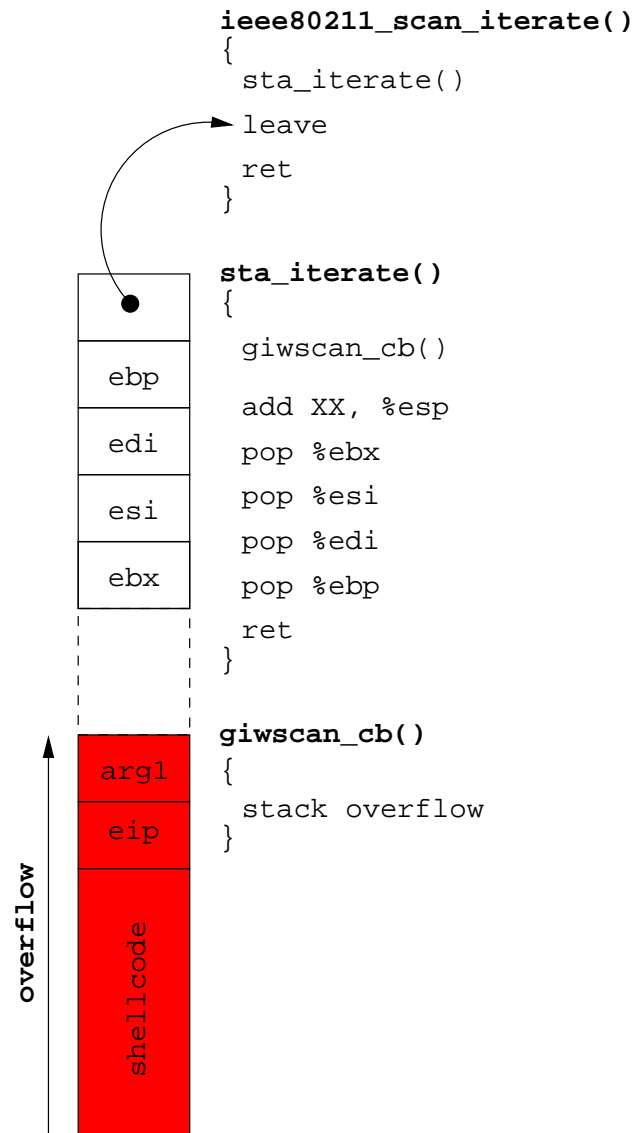 ieee80211_scan_iterate()
{
sta_iterate()
leave
ret
}
sta_iterate()
{
giwscan_cb()
add XX, %esp
pop %ebx
pop %esi
pop %edi
pop %ebp
ret
}
ebp
edi
esi
ebx
giwscan_cb()
{
stack overflow
}
arg1
eip
shellcode
overflow